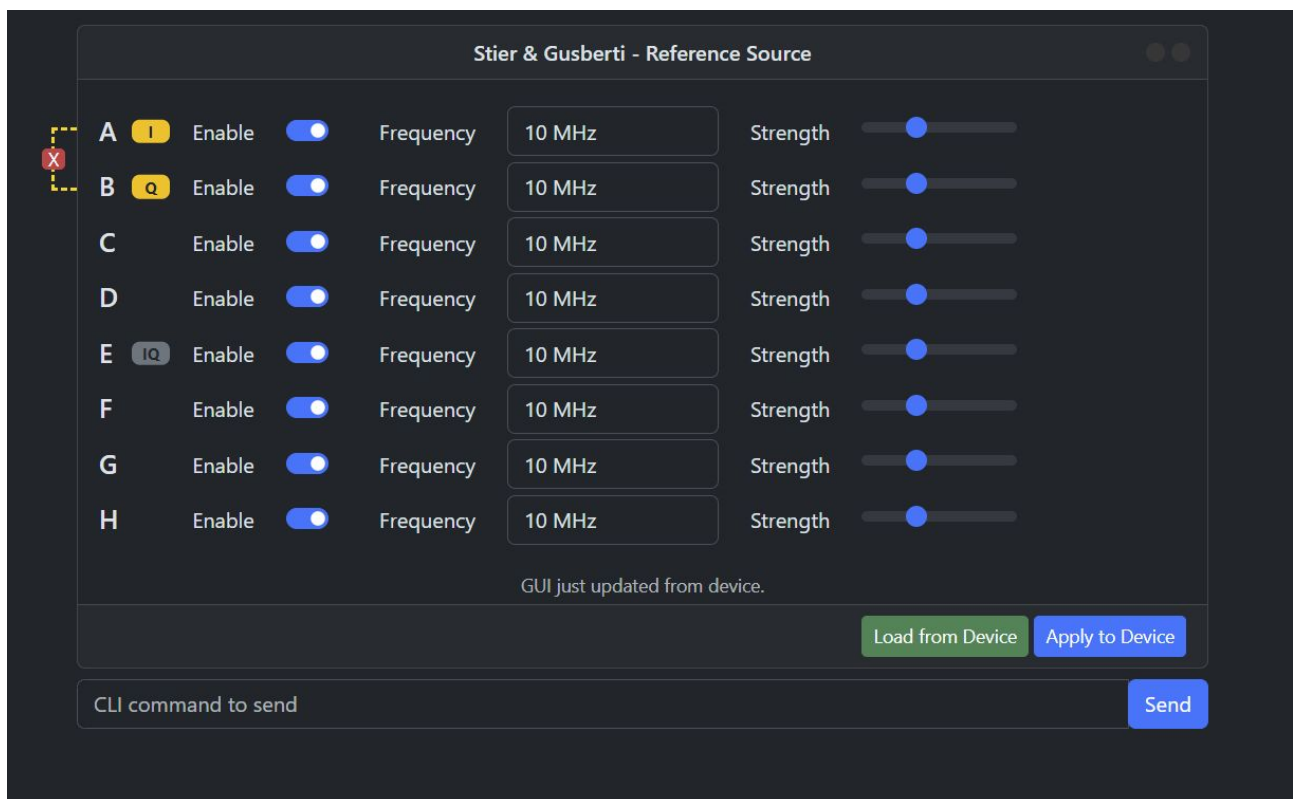 Stier & Gusberti - Reference Source
A I Enable Frequency 10 MHz Strength
X
B Q Enable Frequency 10 MHz Strength
C Enable Frequency 10 MHz Strength
D Enable Frequency 10 MHz Strength
E IQ Enable Frequency 10 MHz Strength
F Enable Frequency 10 MHz Strength
G Enable Frequency 10 MHz Strength
H Enable Frequency 10 MHz Strength
GUI just updated from device.
Load from Device Apply to Device
CLI command to send Send